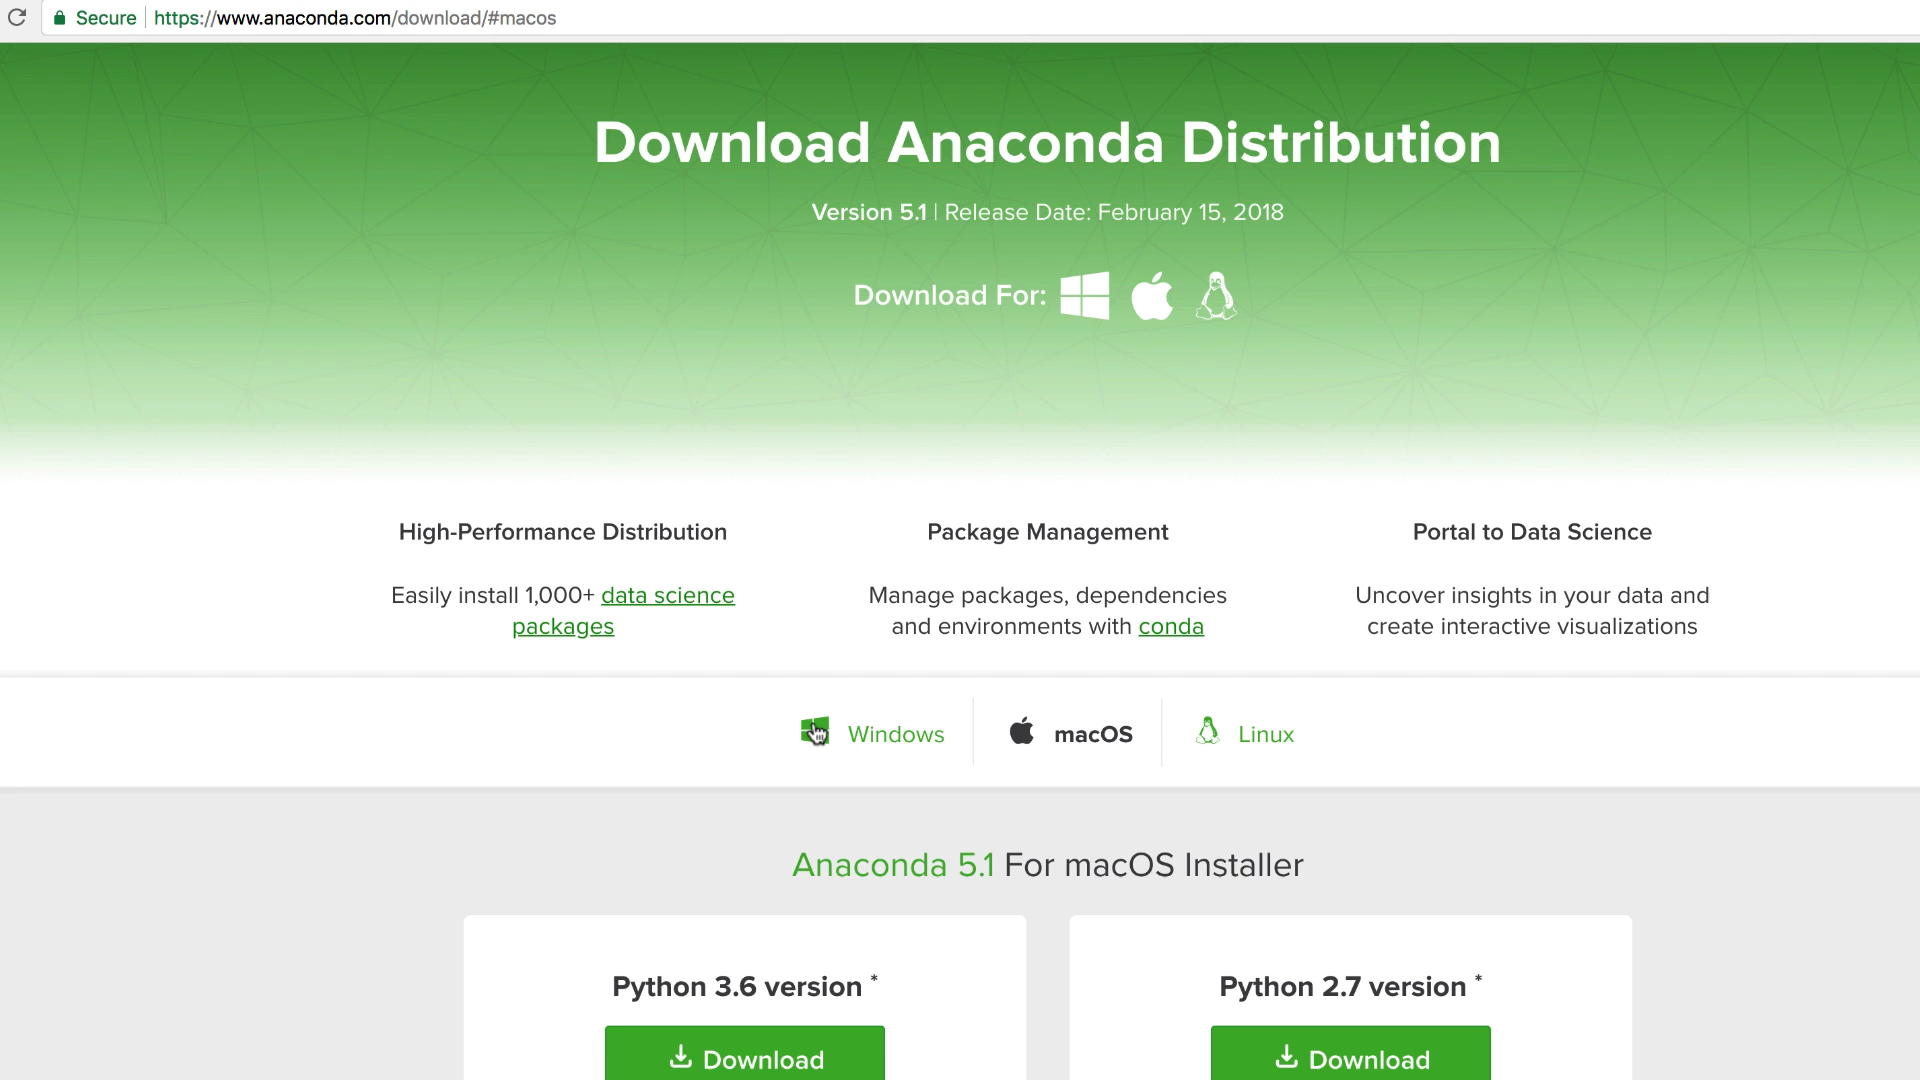 Secure https://www.anaconda.com/download/#macos
Download Anaconda Distribution
Version 5.1 | Release Date: February 15, 2018
Download For:
High-Performance Distribution
Easily install 1,000+ data science
packages
Package Management
Manage packages, dependencies
and environments with conda
Portal to Data Science
Uncover insights in your data and
create interactive visualizations
Windows
macOS
Linux
Anaconda 5.1 For macOS Installer
Python 3.6 version *
Download
Python 2.7 version *
Download